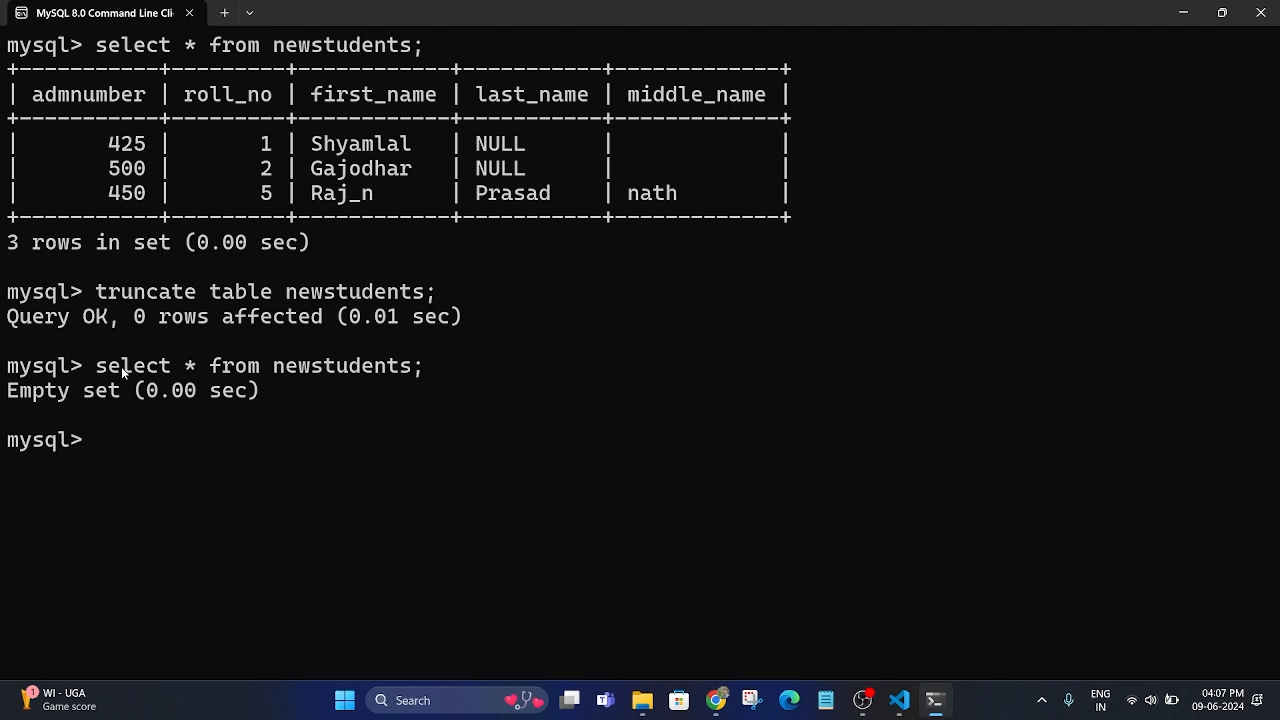 MySQL 8.0 Command Line Cli
mysql> select * from newstudents;
+-----------+---------+------------+-----------+-------------+
| admnumber | roll_no | first_name | last_name | middle_name |
+-----------+---------+------------+-----------+-------------+
|       425 |       1 | Shyamlal   | NULL      |             |
|       500 |       2 | Gajodhar   | NULL      |             |
|       450 |       5 | Raj_n      | Prasad    | nath        |
+-----------+---------+------------+-----------+-------------+
3 rows in set (0.00 sec)
mysql> truncate table newstudents;
Query OK, 0 rows affected (0.01 sec)
mysql> select * from newstudents;
Empty set (0.00 sec)
mysql>
1
WI - UGA
Game score
Search
ENG
IN
04:07 PM
09-06-2024